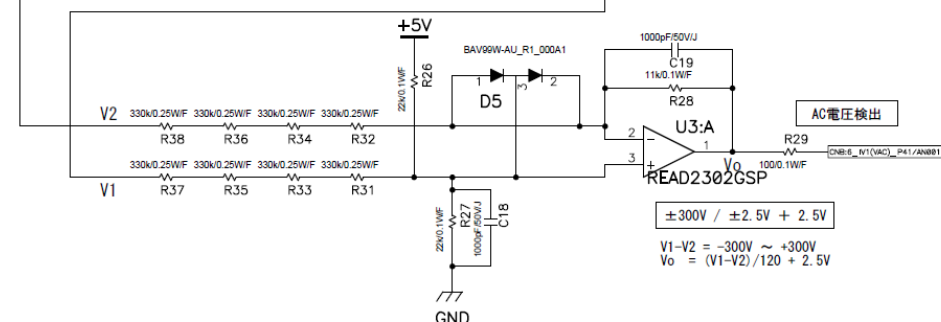 +5V
1000pF/50V/J
C19
BAV99W-AU_R1_000A1
22k/0.1W/F
R26
1
3
2
D5
11k/0.1W/F
R28
AC電圧検出
V2
330k/0.25W/F 330k/0.25W/F 330k/0.25W/F 330k/0.25W/F
R38 R36 R34 R32
U3:A
2
3
1
R29
CNB:6_IV1(VAC)_P41/AN001
Vo
100/0.1W/F
READ2302GSP
330k/0.25W/F 330k/0.25W/F 330k/0.25W/F 330k/0.25W/F
V1
R37 R35 R33 R31
22k/0.1W/F
R27
1000pF/50V/J
C18
±300V / ±2.5V + 2.5V
V1-V2 = -300V ～ +300V
Vo = (V1-V2)/120 + 2.5V
GND